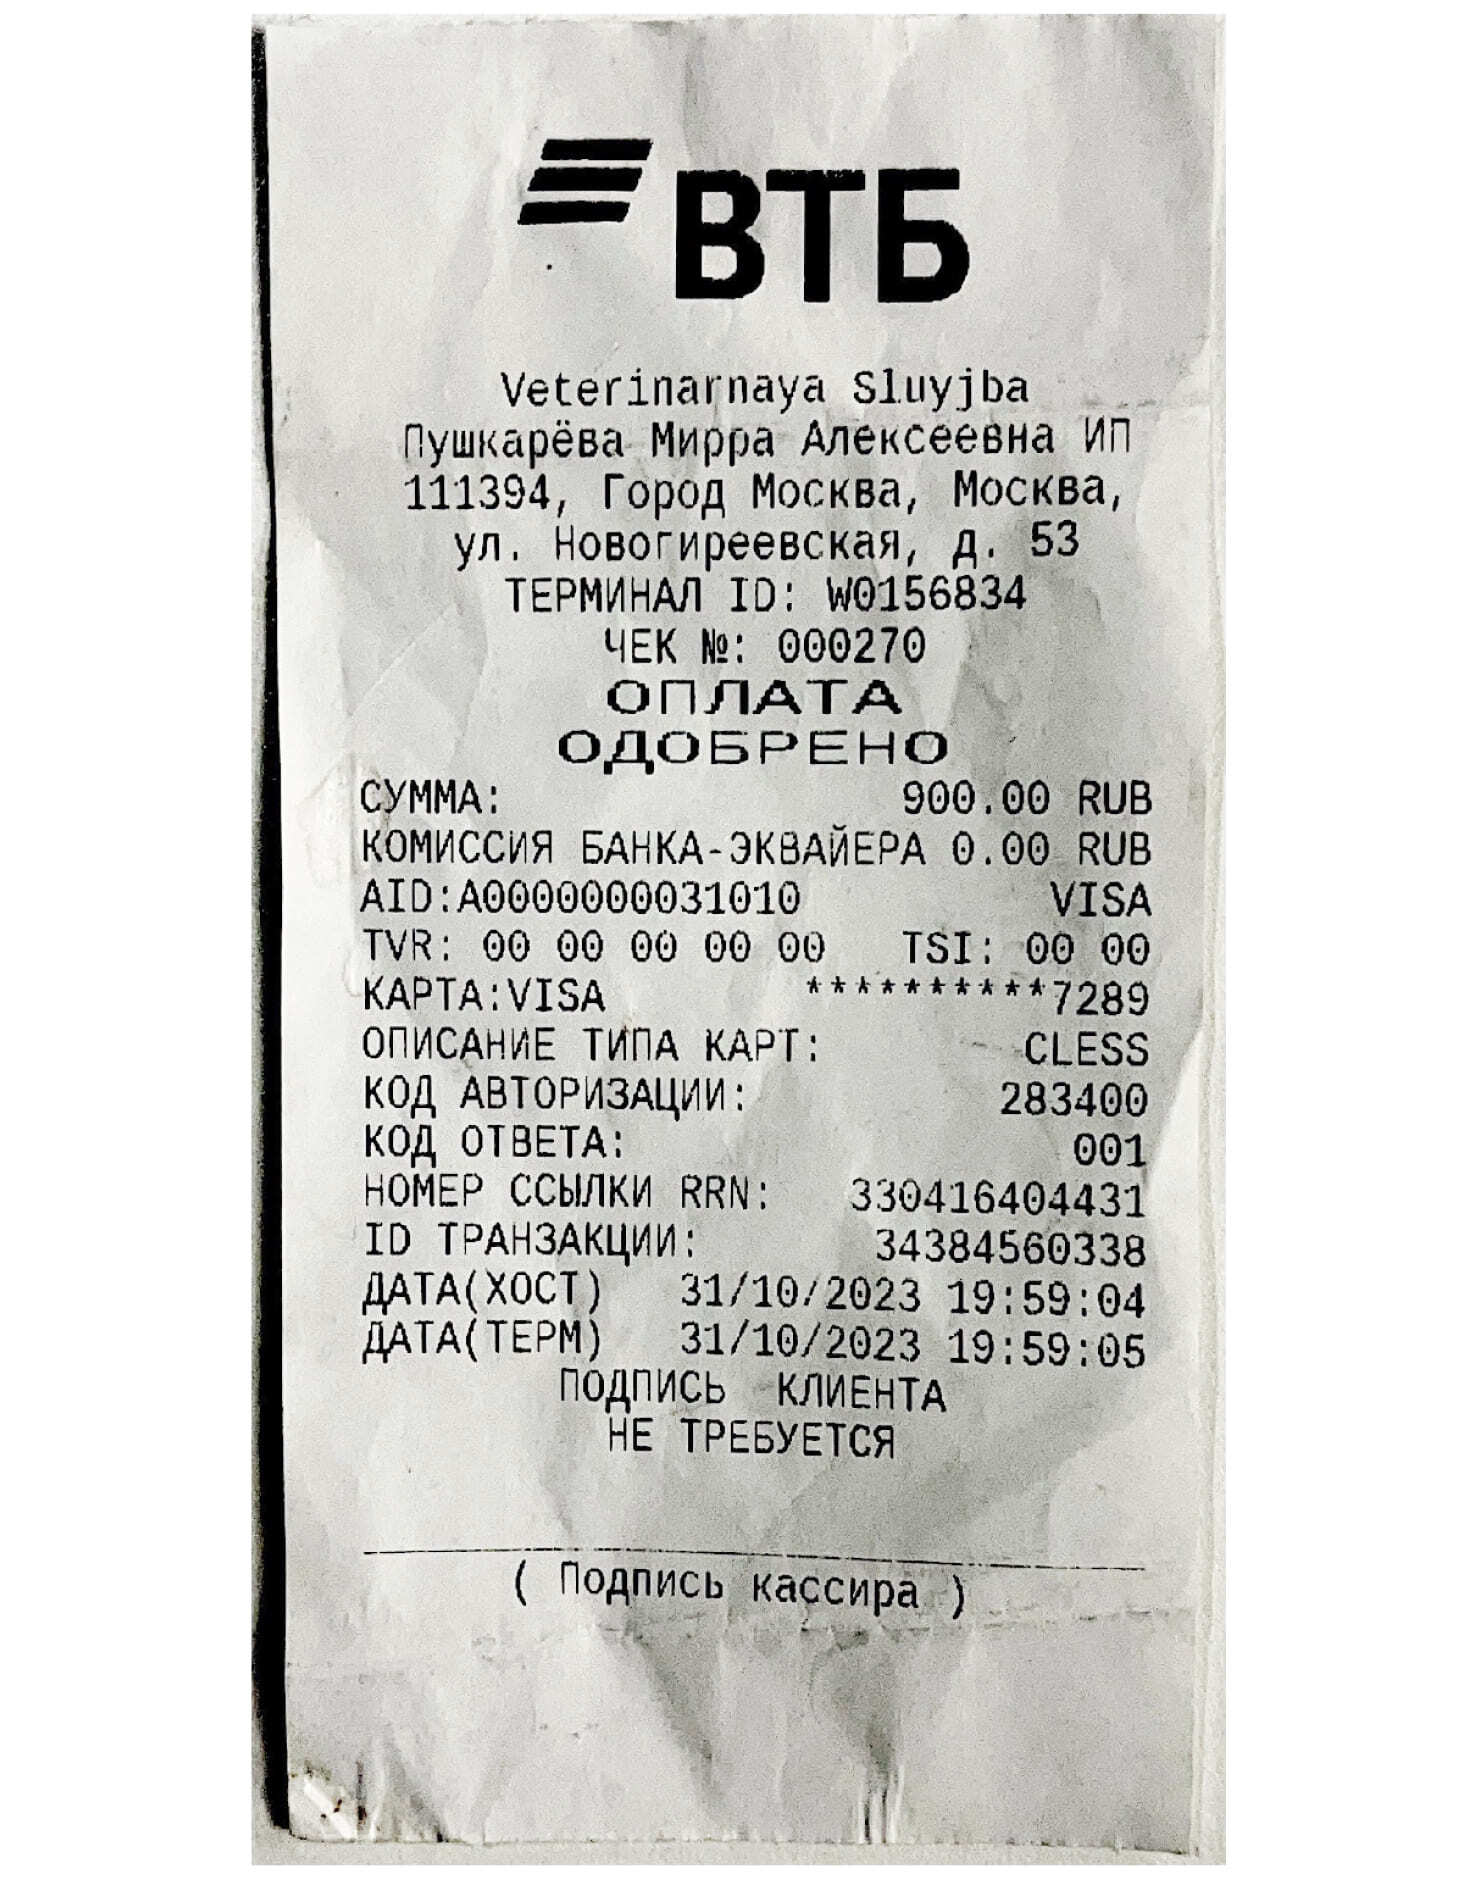 ВТБ
Veterinarnaya Sluyjba
Пушкарёва Мирра Алексеевна ИП
111394, Город Москва, Москва,
ул. Новогиреевская, д. 53
ТЕРМИНАЛ ID: W0156834
ЧЕК №: 000270
ОПЛАТА
ОДОБРЕНО
СУММА: 900.00 RUB
КОМИССИЯ БАНКА-ЭКВАЙЕРА 0.00 RUB
AID:A0000000031010 VISA
TVR: 00 00 00 00 00 TSI: 00 00
КАРТА:VISA **********7289
ОПИСАНИЕ ТИПА КАРТ: CLESS
КОД АВТОРИЗАЦИИ: 283400
КОД ОТВЕТА: 001
НОМЕР ССЫЛКИ RRN: 330416404431
ID ТРАНЗАКЦИИ: 34384560338
ДАТА(ХОСТ) 31/10/2023 19:59:04
ДАТА(ТЕРМ) 31/10/2023 19:59:05
ПОДПИСЬ КЛИЕНТА
НЕ ТРЕБУЕТСЯ
( Подпись кассира )